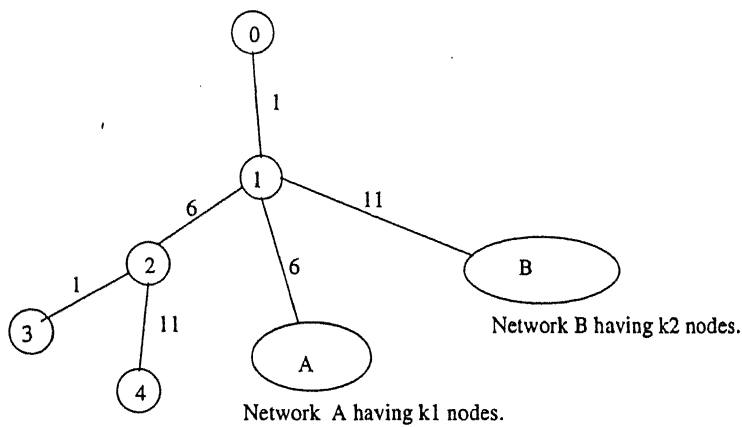 0
1
1
6
11
2
6
B
1
11
3
4
A
Network B having k2 nodes.
Network A having k1 nodes.